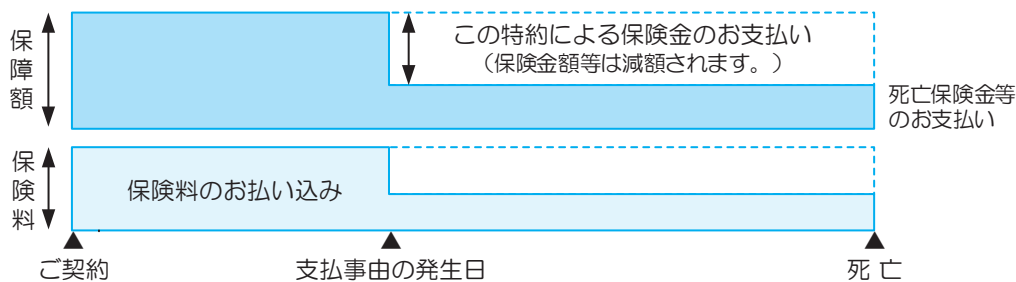 保障額
この特約による保険金のお支払い
（保険金額等は減額されます。）
死亡保険金等
のお支払い
保険料
保険料のお払い込み
ご契約
支払事由の発生日
死亡